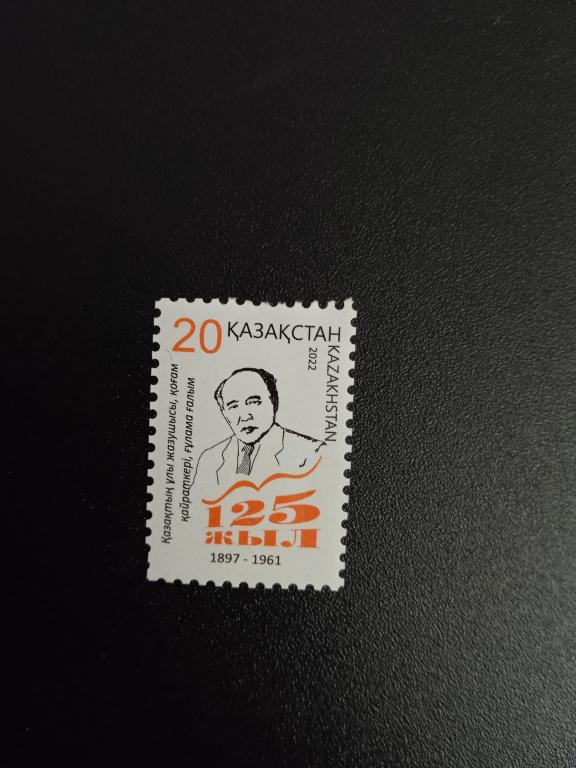 20
ҚАЗАҚСТАН
KAZAKHSTAN
2022
Қазақтың ұлы жазушысы, қоғам
қайраткері, ғұлама ғалым
125
ЖЫЛ
1897 - 1961